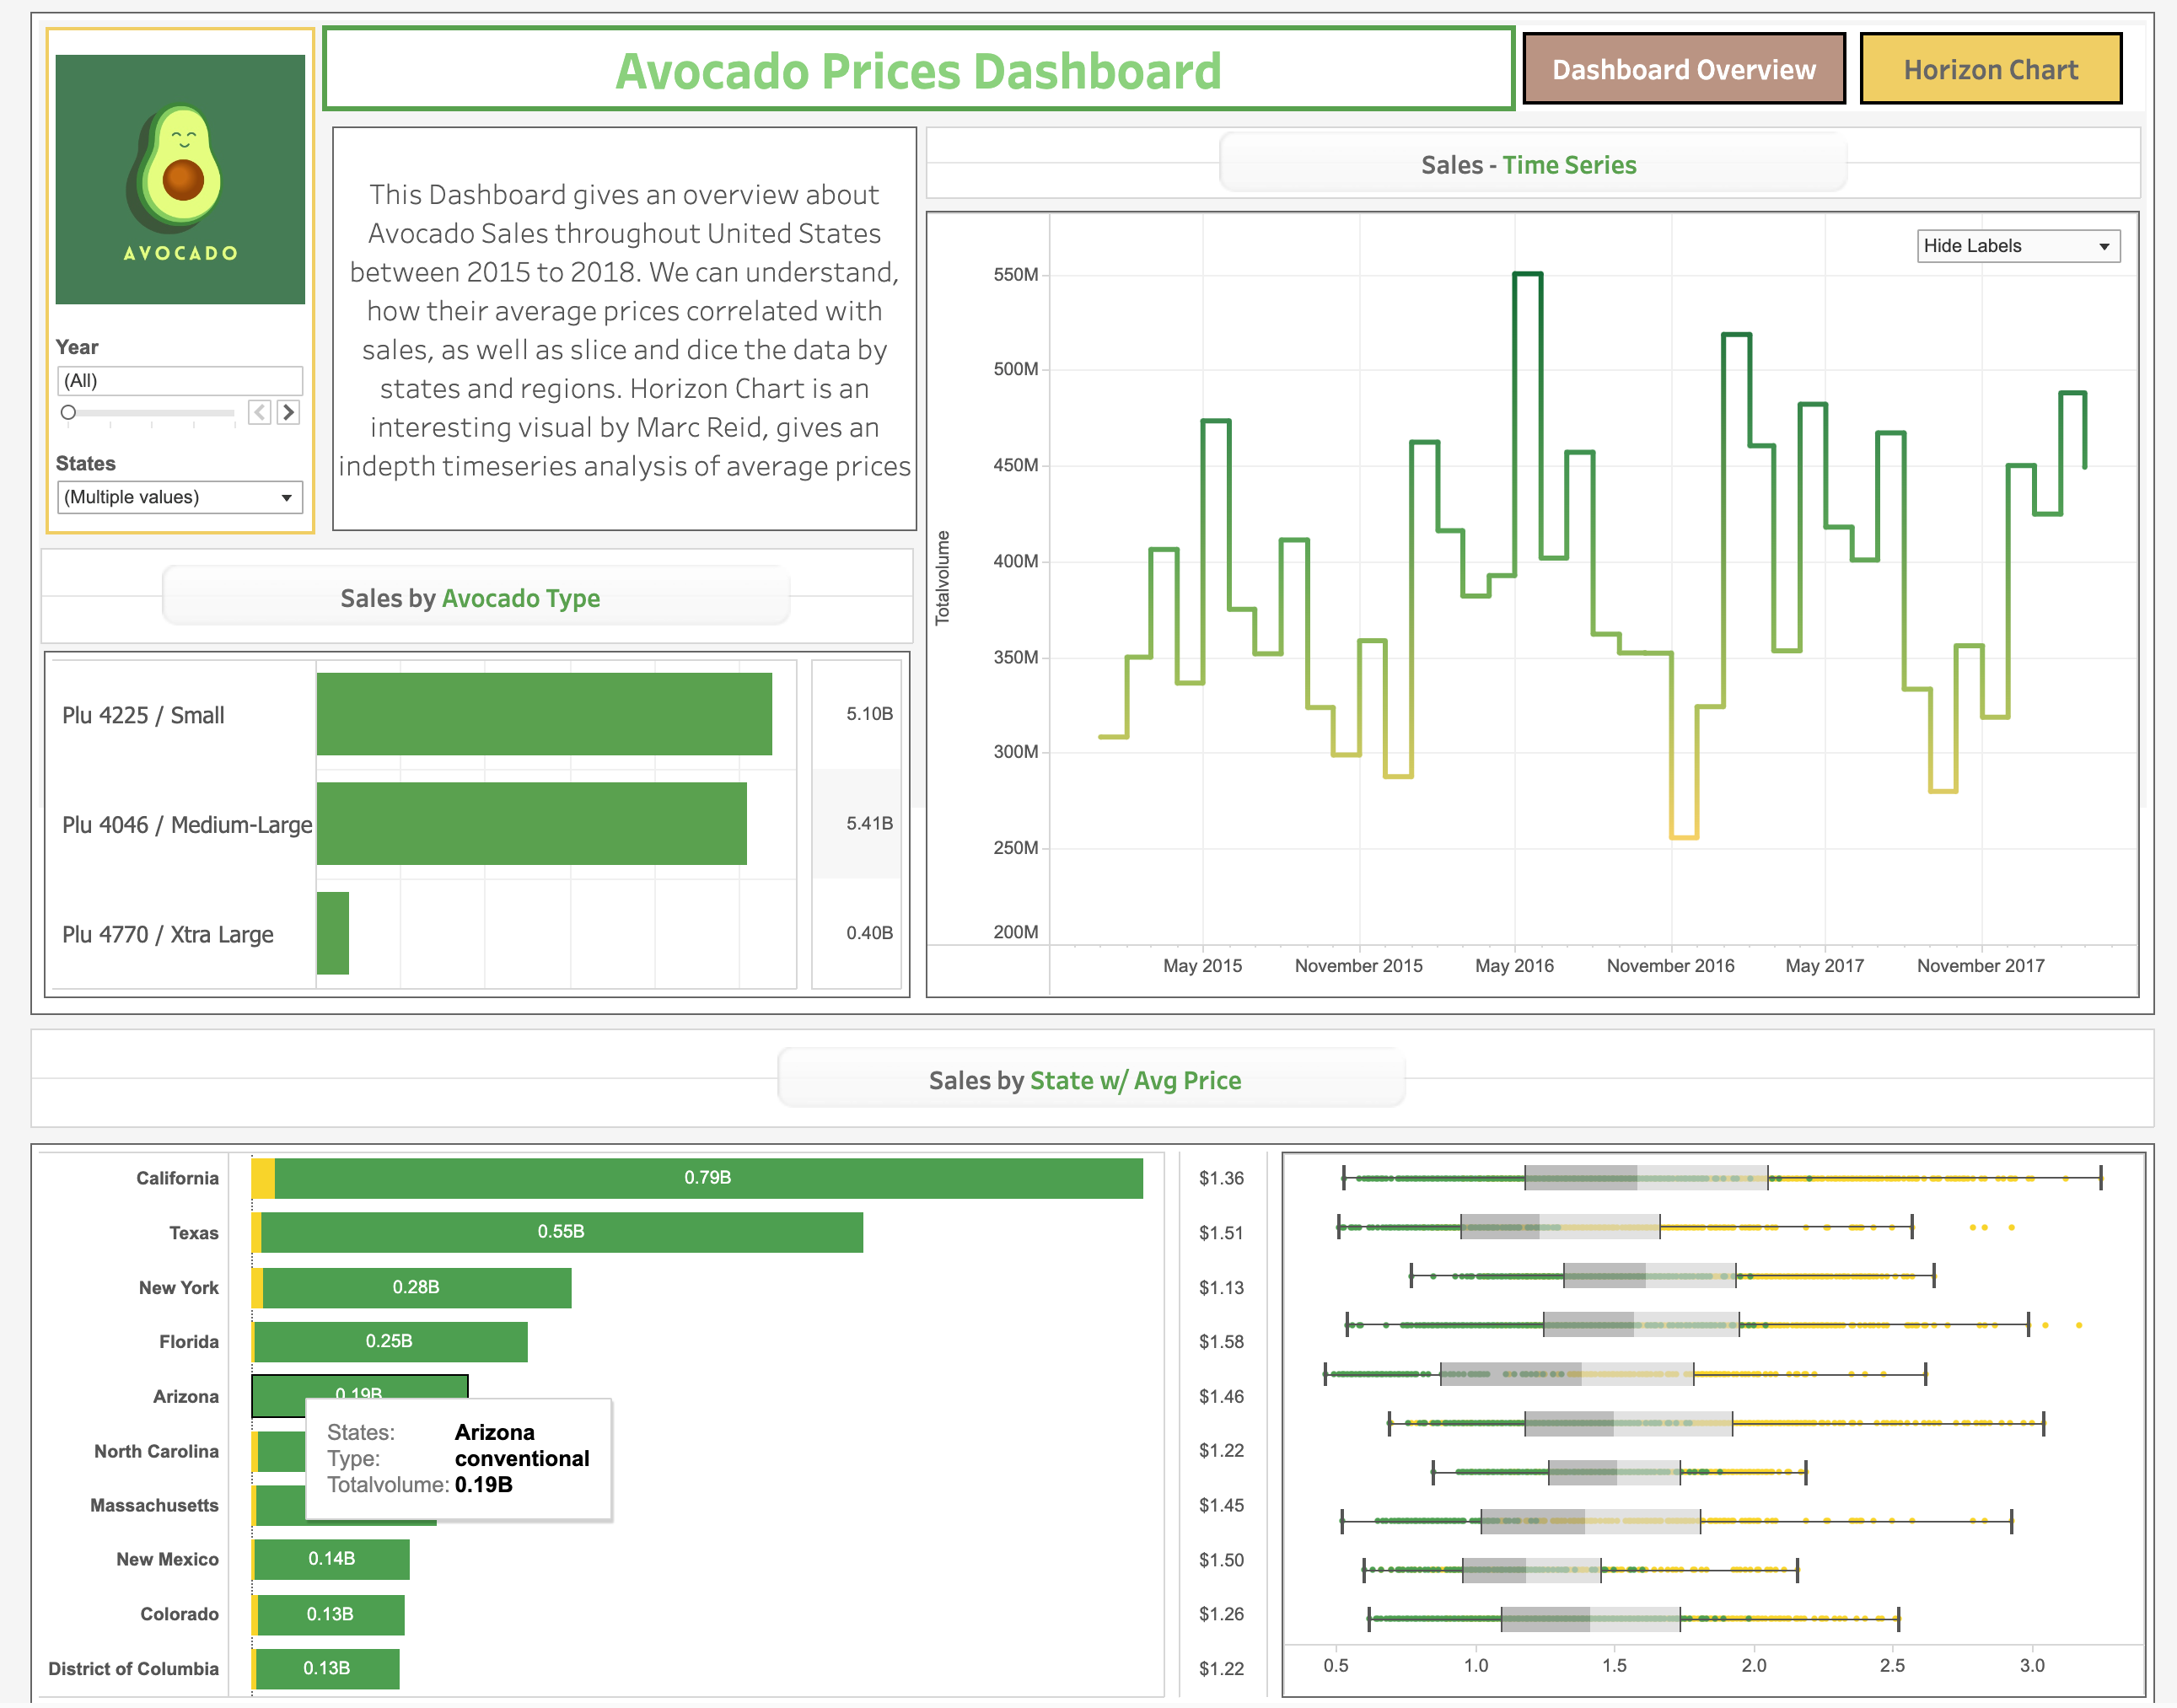 Avocado Prices Dashboard
Dashboard Overview
Horizon Chart
AVOCADO
Year
(All)
States
(Multiple values)
This Dashboard gives an overview about
Avocado Sales throughout United States
between 2015 to 2018. We can understand,
how their average prices correlated with
sales, as well as slice and dice the data by
states and regions. Horizon Chart is an
interesting visual by Marc Reid, gives an
indepth timeseries analysis of average prices
Sales by Avocado Type
Plu 4225 / Small
5.10B
Plu 4046 / Medium-Large
5.41B
Plu 4770 / Xtra Large
0.40B
Sales - Time Series
Hide Labels
Totalvolume
550M
500M
450M
400M
350M
300M
250M
200M
May 2015
November 2015
May 2016
November 2016
May 2017
November 2017
Sales by State w/ Avg Price
California
0.79B
$1.36
Texas
0.55B
$1.51
New York
0.28B
$1.13
Florida
0.25B
$1.58
Arizona
0.19B
$1.46
North Carolina
$1.22
Massachusetts
$1.45
New Mexico
0.14B
$1.50
Colorado
0.13B
$1.26
District of Columbia
0.13B
$1.22
States: Arizona
Type: conventional
Totalvolume: 0.19B
0.5
1.0
1.5
2.0
2.5
3.0